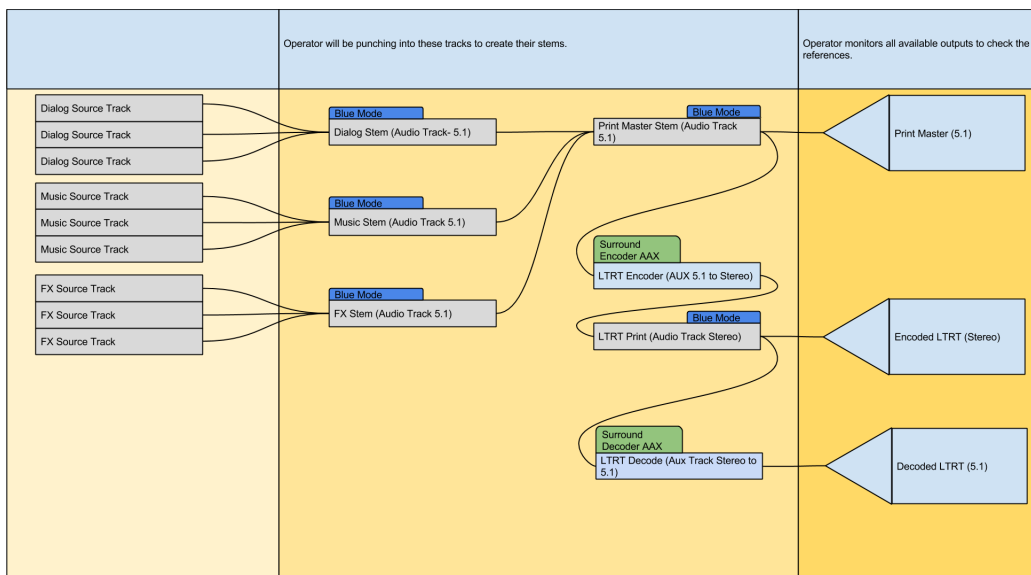 Operator will be punching into these tracks to create their stems.
Operator monitors all available outputs to check the
references.
Dialog Source Track
Dialog Source Track
Dialog Source Track
Music Source Track
Music Source Track
Music Source Track
FX Source Track
FX Source Track
FX Source Track
Blue Mode
Dialog Stem (Audio Track- 5.1)
Blue Mode
Music Stem (Audio Track 5.1)
Blue Mode
FX Stem (Audio Track 5.1)
Blue Mode
Print Master Stem (Audio Track
5.1)
Surround
Encoder AAX
LTRT Encoder (AUX 5.1 to Stereo)
Blue Mode
LTRT Print (Audio Track Stereo)
Surround
Decoder AAX
LTRT Decode (Aux Track Stereo to
5.1)
Print Master (5.1)
Encoded LTRT (Stereo)
Decoded LTRT (5.1)